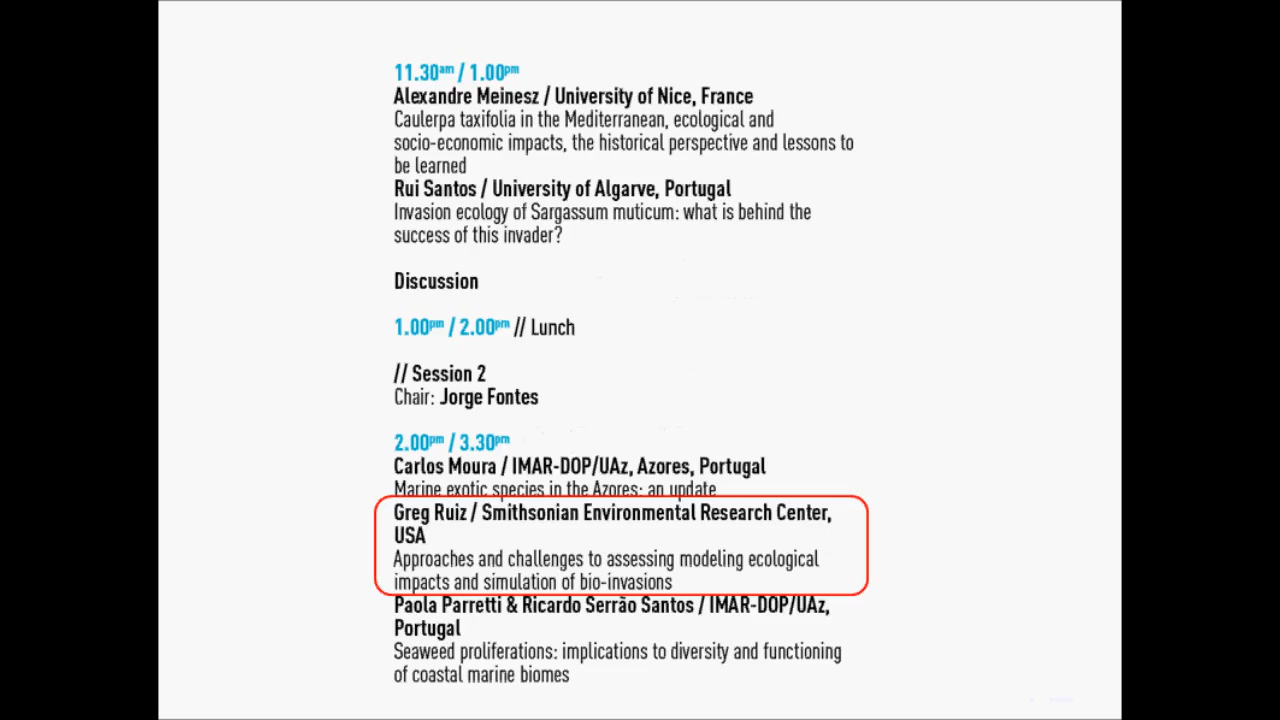 11.30am / 1.00pm
Alexandre Meinesz / University of Nice, France
Caulerpa taxifolia in the Mediterranean, ecological and
socio-economic impacts, the historical perspective and lessons to
be learned
Rui Santos / University of Algarve, Portugal
Invasion ecology of Sargassum muticum: what is behind the
success of this invader?
Discussion
1.00pm / 2.00pm // Lunch
// Session 2
Chair: Jorge Fontes
2.00pm / 3.30pm
Carlos Moura / IMAR-DOP/UAz, Azores, Portugal
Marine exotic species in the Azores: an update
Greg Ruiz / Smithsonian Environmental Research Center,
USA
Approaches and challenges to assessing modeling ecological
impacts and simulation of bio-invasions
Paola Parretti & Ricardo Serrão Santos / IMAR-DOP/UAz,
Portugal
Seaweed proliferations: implications to diversity and functioning
of coastal marine biomes